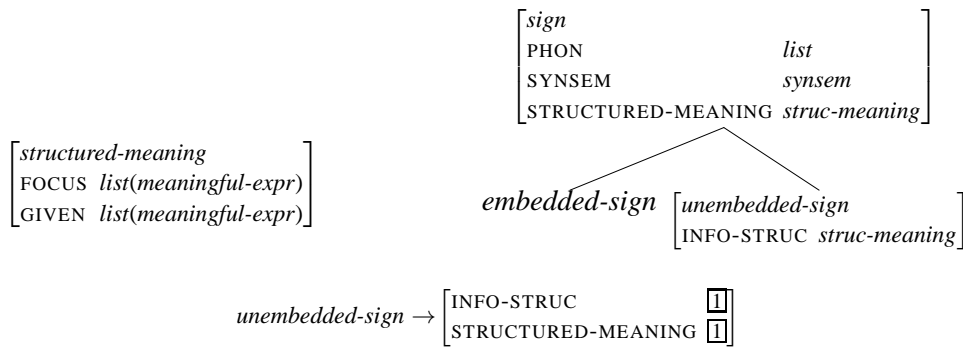 sign
PHON list
SYNSEM synsem
STRUCTURED-MEANING struc-meaning
structured-meaning
FOCUS list(meaningful-expr)
GIVEN list(meaningful-expr)
embedded-sign
unembedded-sign
INFO-STRUC struc-meaning
unembedded-sign → INFO-STRUC 1
STRUCTURED-MEANING 1